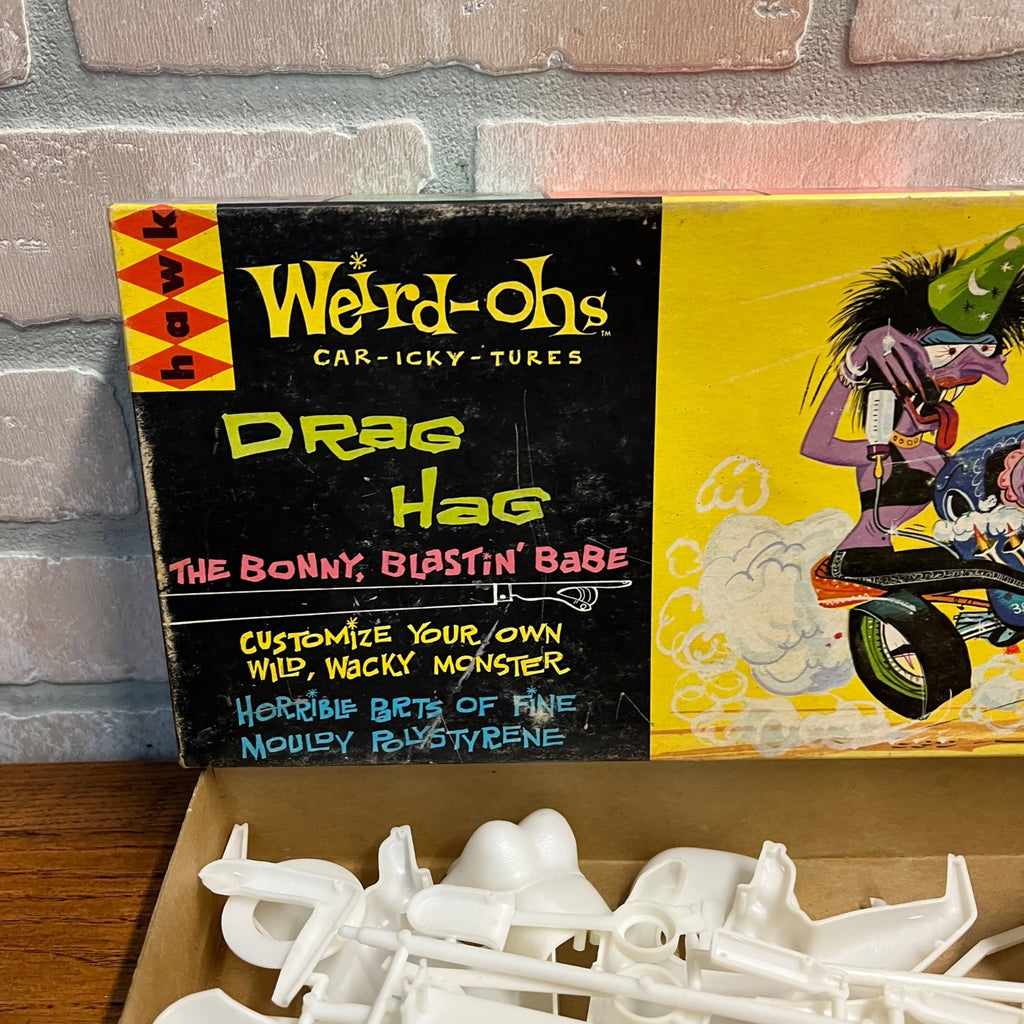 hawk
Weird-ohs™
CAR-ICKY-TURES
DRAG
HAG
THE BONNY, BLASTIN' BABE
CUSTOMIZE YOUR OWN
WILD, WACKY MONSTER
HORRIBLE PARTS OF FINE
MOULDY POLYSTYRENE